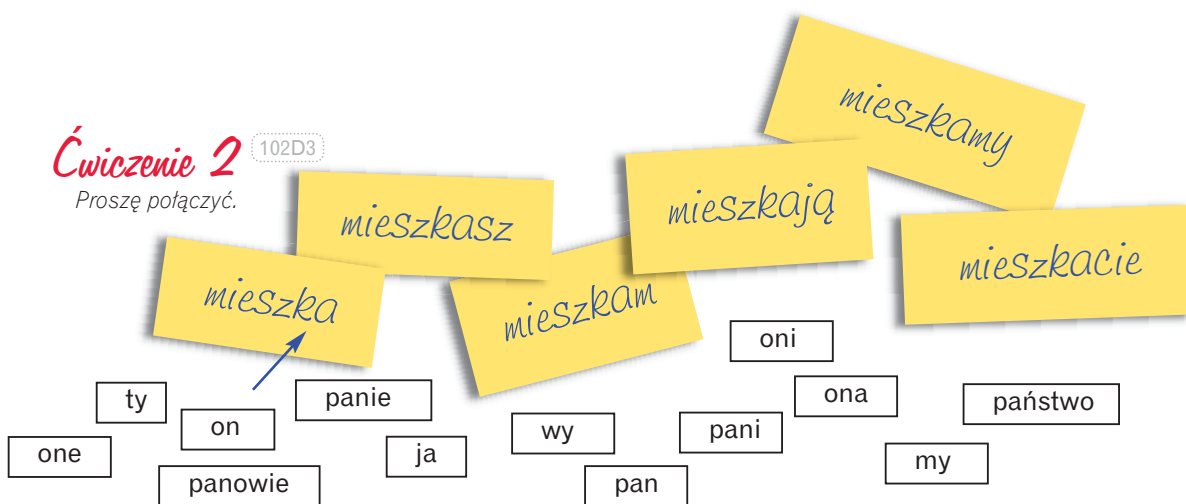 Ćwiczenie 2 102D3
Proszę połączyć.
mieszkamy
mieszkają
mieszkasz
mieszkacie
mieszka
mieszkam
oni
ty
panie
ona
państwo
on
wy
pani
one
ja
my
panowie
pan